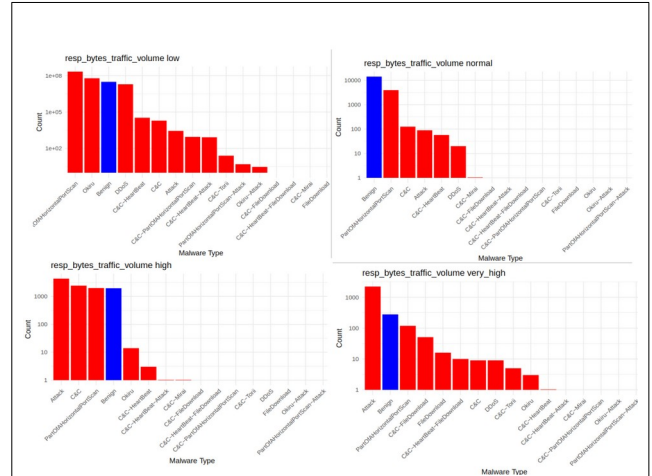 resp_bytes_traffic_volume low
1e+08
1e+05
1e+02
Count
PartOfAHorizontalPortScan
Okiru
Benign
DDoS
C&C-HeartBeat
C&C
Attack
C&C-PartOfAHorizontalPortScan
C&C-HeartBeat-Attack
C&C-Torii
PartOfAHorizontalPortScan-Attack
Okiru-Attack
C&C-FileDownload
C&C-HeartBeat-FileDownload
C&C-Mirai
FileDownload
Malware Type
resp_bytes_traffic_volume normal
10000
1000
100
10
1
Count
Benign
PartOfAHorizontalPortScan
C&C
Attack
C&C-HeartBeat
DDoS
C&C-Mirai
C&C-FileDownload
C&C-HeartBeat-Attack
C&C-HeartBeat-FileDownload
C&C-PartOfAHorizontalPortScan
C&C-Torii
FileDownload
Okiru
Okiru-Attack
PartOfAHorizontalPortScan-Attack
Malware Type
resp_bytes_traffic_volume high
1000
100
10
1
Count
Attack
C&C
PartOfAHorizontalPortScan
Benign
Okiru
C&C-HeartBeat
C&C-HeartBeat-Attack
C&C-Mirai
C&C-FileDownload
C&C-HeartBeat-FileDownload
C&C-PartOfAHorizontalPortScan
C&C-Torii
DDoS
FileDownload
Okiru-Attack
PartOfAHorizontalPortScan-Attack
Malware Type
resp_bytes_traffic_volume very_high
1000
100
10
1
Count
Attack
Benign
PartOfAHorizontalPortScan
C&C-FileDownload
FileDownload
C&C-HeartBeat-FileDownload
C&C
DDoS
C&C-Torii
Okiru
C&C-HeartBeat
C&C-HeartBeat-Attack
C&C-Mirai
C&C-PartOfAHorizontalPortScan
Okiru-Attack
PartOfAHorizontalPortScan-Attack
Malware Type